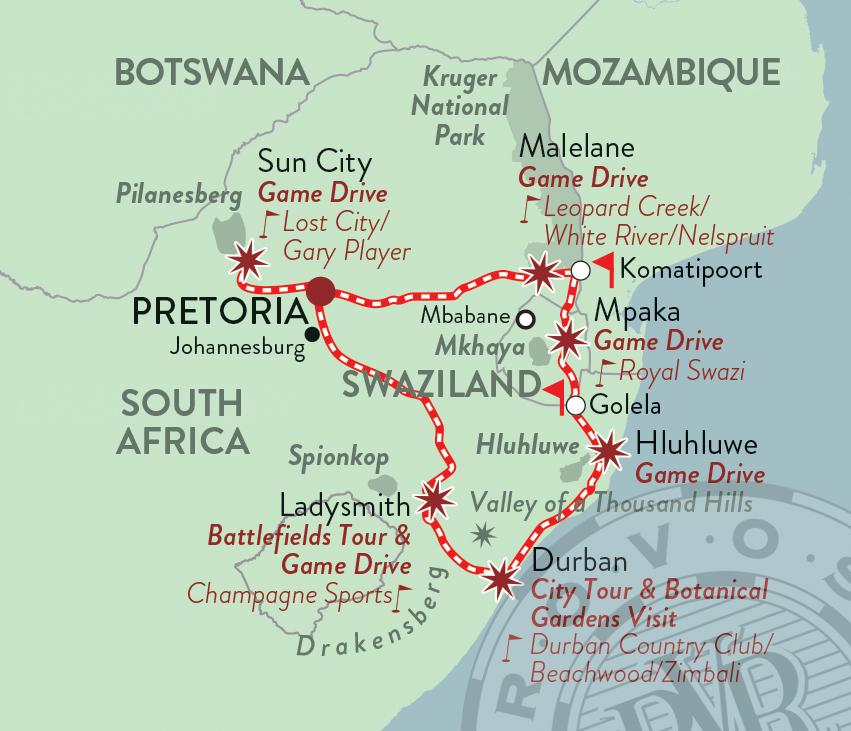 BOTSWANA
MOZAMBIQUE
Kruger
National
Park
Malelane
Game Drive
Leopard Creek/
White River/Nelspruit
Sun City
Game Drive
Lost City/
Gary Player
Pilanesberg
Komatipoort
PRETORIA
Johannesburg
Mbabane
Mkhaya
Mpaka
Game Drive
Royal Swazi
SWAZILAND
SOUTH
AFRICA
Golela
Hluhluwe
Hluhluwe
Game Drive
Spionkop
Valley of a Thousand Hills
Ladysmith
Battlefields Tour &
Game Drive
Champagne Sports
Drakensberg
Durban
City Tour & Botanical
Gardens Visit
Durban Country Club/
Beachwood/Zimbali
ROVOS